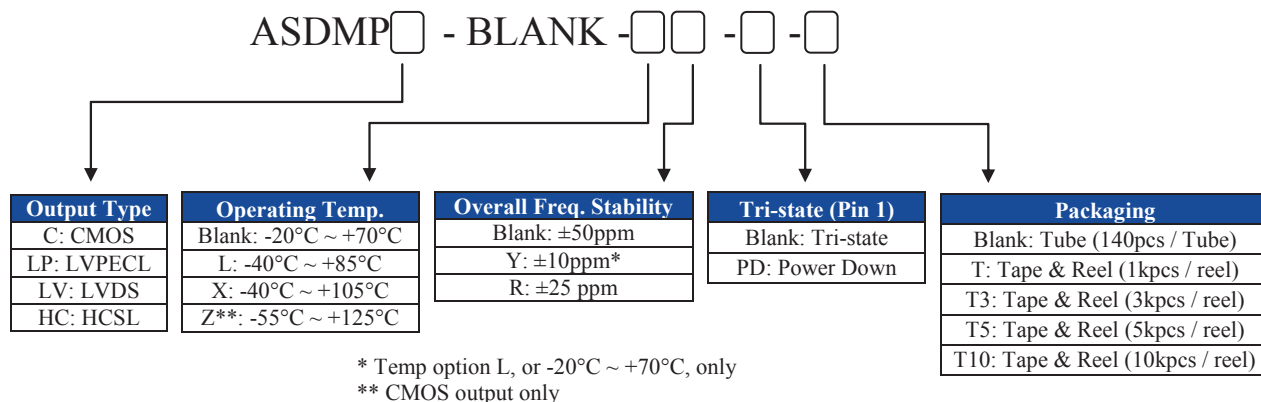 ASDMP - BLANK - - -
Output Type
C: CMOS
LP: LVPECL
LV: LVDS
HC: HCSL
Operating Temp.
Blank: -20°C ~ +70°C
L: -40°C ~ +85°C
X: -40°C ~ +105°C
Z**: -55°C ~ +125°C
Overall Freq. Stability
Blank: ±50ppm
Y: ±10ppm*
R: ±25 ppm
Tri-state (Pin 1)
Blank: Tri-state
PD: Power Down
Packaging
Blank: Tube (140pcs / Tube)
T: Tape & Reel (1kpcs / reel)
T3: Tape & Reel (3kpcs / reel)
T5: Tape & Reel (5kpcs / reel)
T10: Tape & Reel (10kpcs / reel)
* Temp option L, or -20°C ~ +70°C, only
** CMOS output only